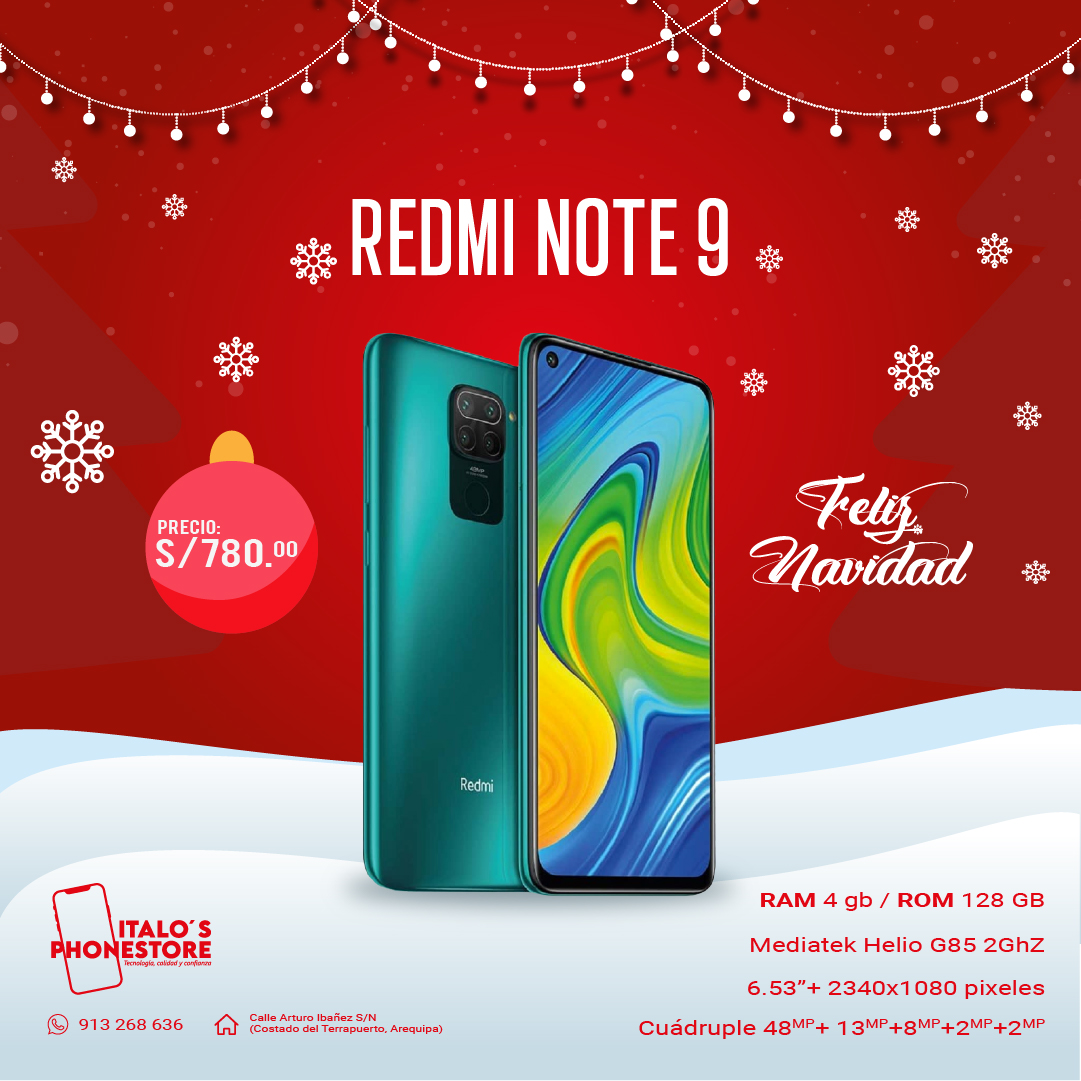 REDMI NOTE 9
PRECIO:
S/780.00
Feliz
Navidad
48MP
Redmi
RAM 4 gb / ROM 128 GB
Mediatek Helio G85 2GhZ
6.53”+ 2340x1080 pixeles
Cuádruple 48MP+ 13MP+8MP+2MP+2MP
ITALO´S
PHONESTORE
Tecnología, calidad y confianza
913 268 636
Calle Arturo Ibañez S/N
(Costado del Terrapuerto, Arequipa)